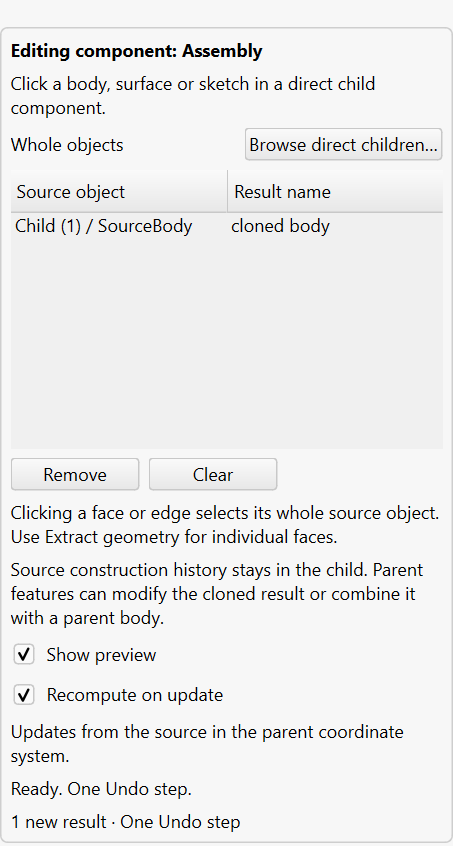 Editing component: Assembly
Click a body, surface or sketch in a direct child
component.
Whole objects
Browse direct children...
Source object
Result name
Child (1) / SourceBody
cloned body
Remove
Clear
Clicking a face or edge selects its whole source object.
Use Extract geometry for individual faces.
Source construction history stays in the child. Parent
features can modify the cloned result or combine it
with a parent body.
Show preview
Recompute on update
Updates from the source in the parent coordinate
system.
Ready. One Undo step.
1 new result · One Undo step